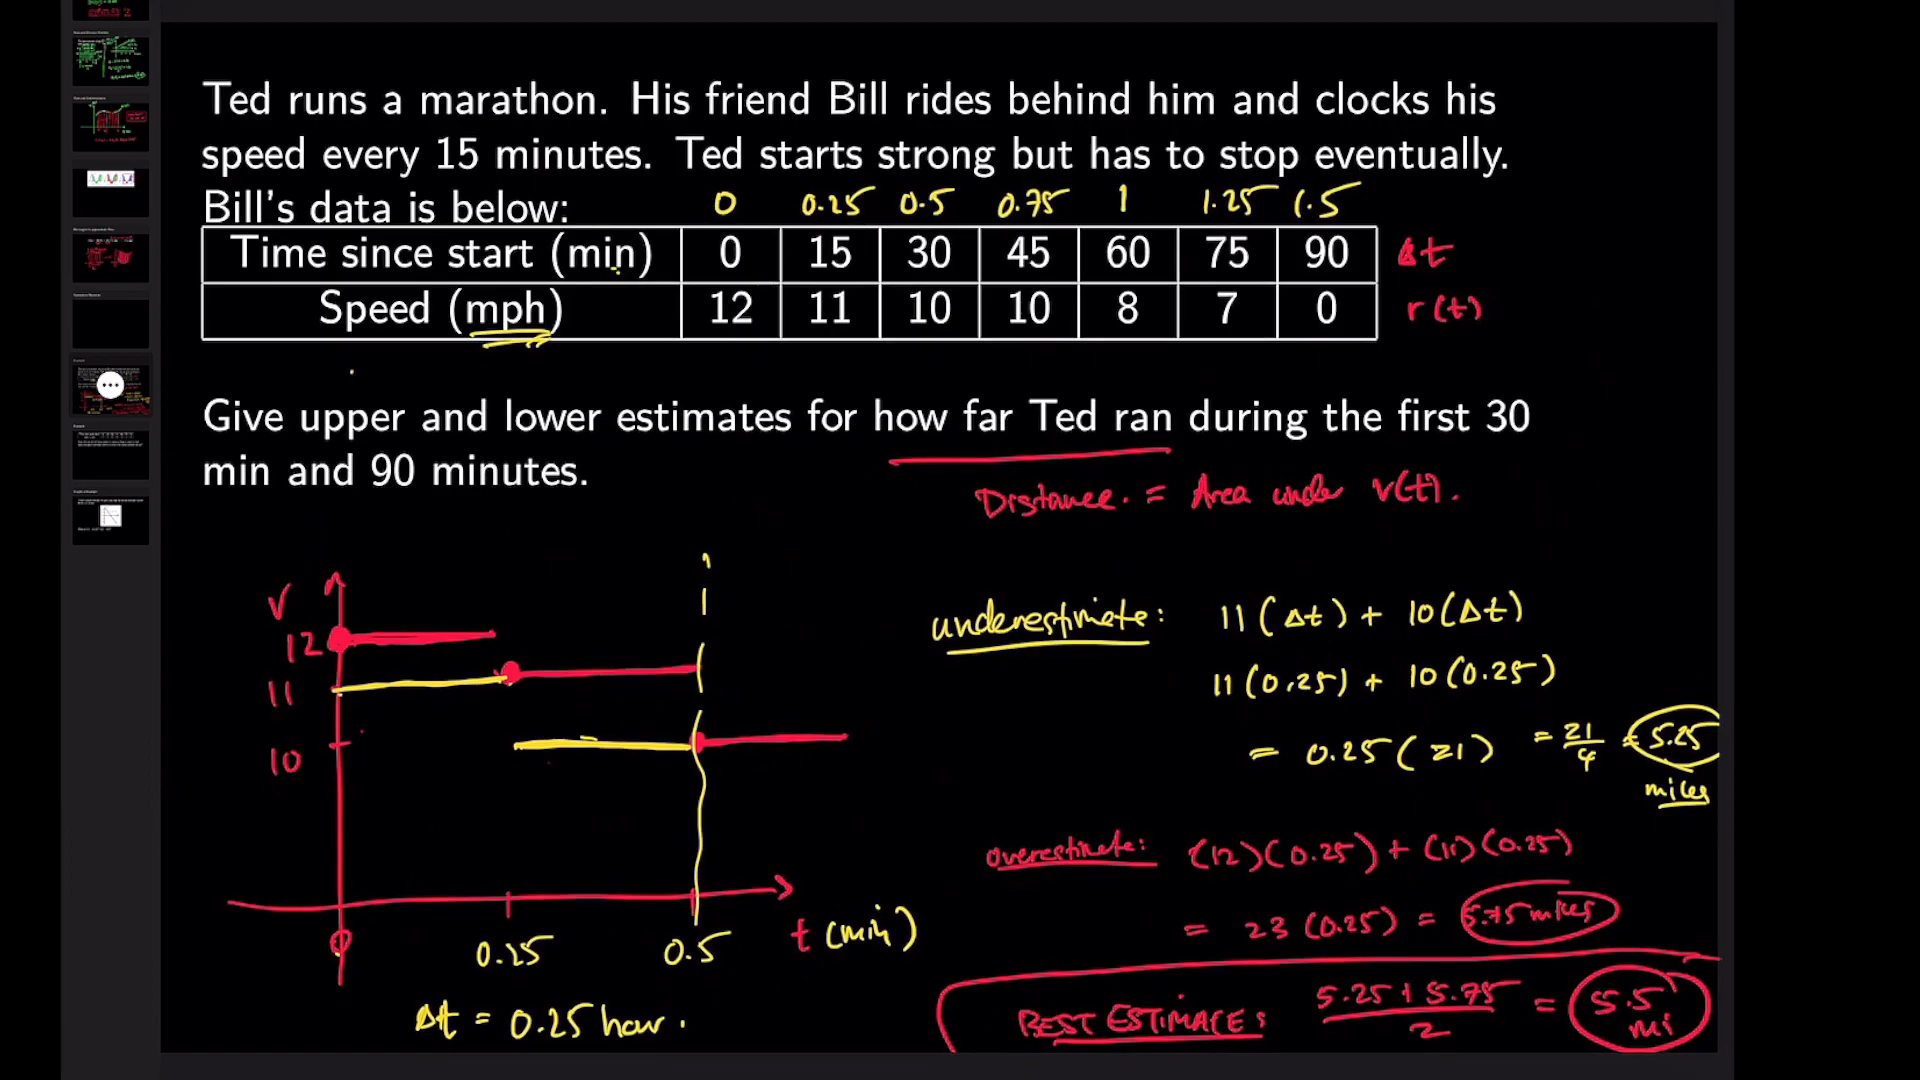 Ted runs a marathon. His friend Bill rides behind him and clocks his
speed every 15 minutes. Ted starts strong but has to stop eventually.
Bill's data is below: 0 0.25 0.5 0.75 1 1.25 1.5
Time since start (min) 0 15 30 45 60 75 90 Δt
Speed (mph) 12 11 10 10 8 7 0 r(t)
Give upper and lower estimates for how far Ted ran during the first 30
min and 90 minutes.
Distance. = Area under v(t).
V
12
11
10
0
0.25
0.5
t (min)
Δt = 0.25 hour.
underestimate: 11(Δt) + 10(Δt)
11(0.25) + 10(0.25)
= 0.25(21) = 21/4 = 5.25
miles
overestimate: (12)(0.25) + (11)(0.25)
= 23(0.25) = 5.75 miles
BEST ESTIMATE: 5.25 + 5.75 / 2 = 5.5
mi